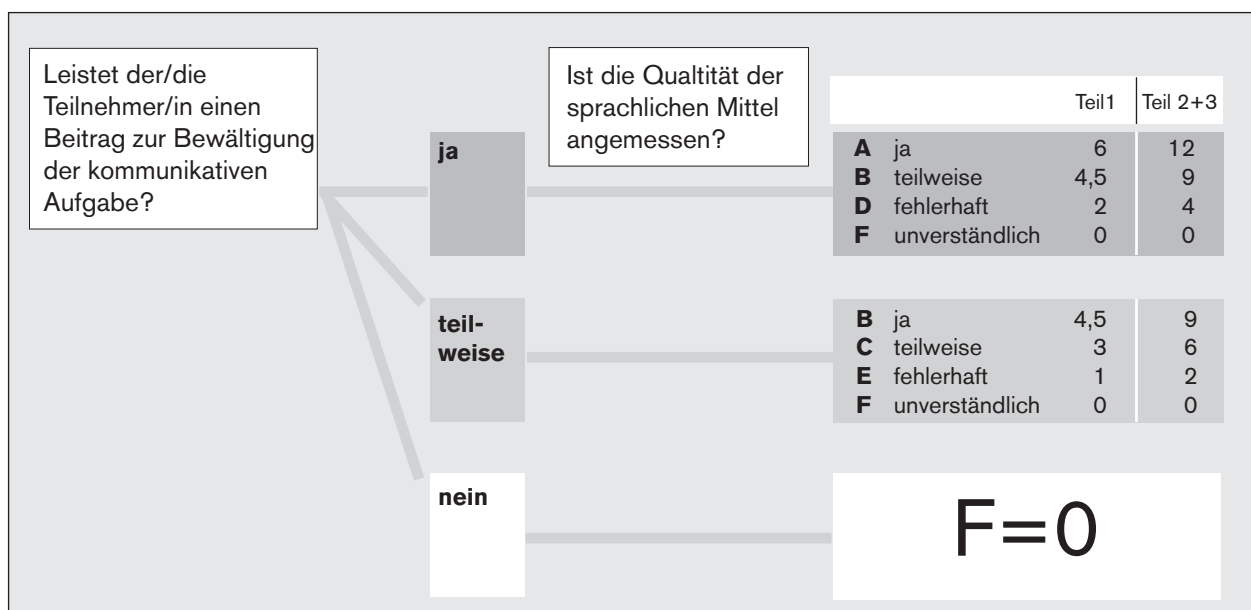 Leistet der/die
Teilnehmer/in einen
Beitrag zur Bewältigung
der kommunikativen
Aufgabe?
Ist die Qualtität der
sprachlichen Mittel
angemessen?
Teil1 Teil 2+3
ja
A ja 6 12
B teilweise 4,5 9
D fehlerhaft 2 4
F unverständlich 0 0
teil-
weise
B ja 4,5 9
C teilweise 3 6
E fehlerhaft 1 2
F unverständlich 0 0
nein
F=0